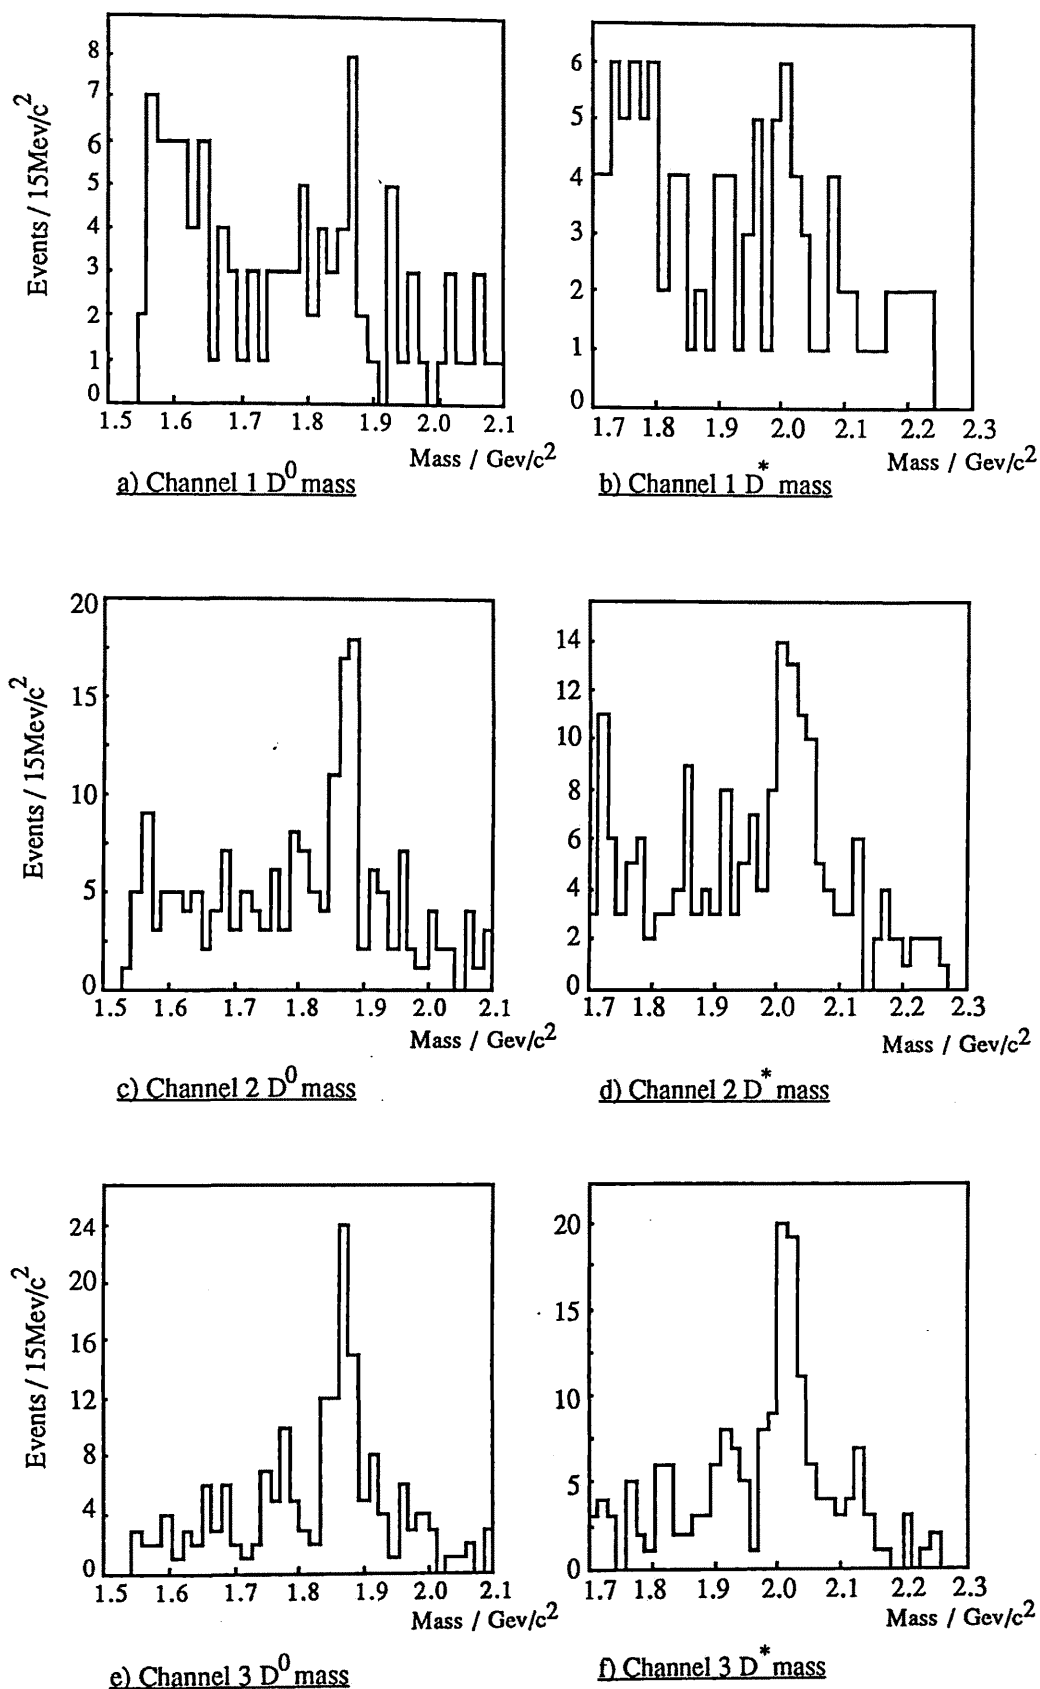 Events / 15Mev/c²
8
7
6
5
4
3
2
1
0
1.5 1.6 1.7 1.8 1.9 2.0 2.1
Mass / Gev/c²
a) Channel 1 D⁰ mass
6
5
4
3
2
1
0
1.7 1.8 1.9 2.0 2.1 2.2 2.3
Mass / Gev/c²
b) Channel 1 D* mass
Events / 15Mev/c²
20
15
10
5
0
1.5 1.6 1.7 1.8 1.9 2.0 2.1
Mass / Gev/c²
c) Channel 2 D⁰ mass
14
12
10
8
6
4
2
0
1.7 1.8 1.9 2.0 2.1 2.2 2.3
Mass / Gev/c²
d) Channel 2 D* mass
Events / 15Mev/c²
24
20
16
12
8
4
0
1.5 1.6 1.7 1.8 1.9 2.0 2.1
Mass / Gev/c²
e) Channel 3 D⁰ mass
20
15
10
5
0
1.7 1.8 1.9 2.0 2.1 2.2 2.3
Mass / Gev/c²
f) Channel 3 D* mass